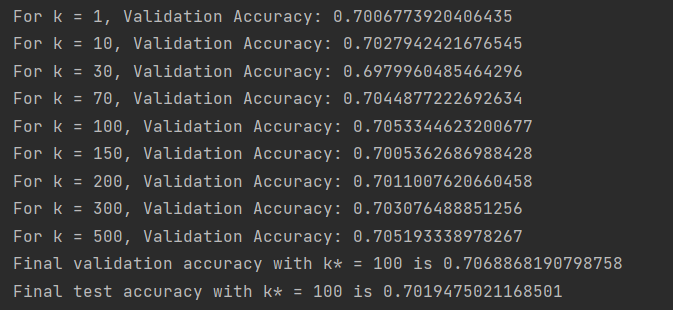 For k = 1, Validation Accuracy: 0.7006773920406435
For k = 10, Validation Accuracy: 0.7027942421676545
For k = 30, Validation Accuracy: 0.6979960485464296
For k = 70, Validation Accuracy: 0.7044877222692634
For k = 100, Validation Accuracy: 0.7053344623200677
For k = 150, Validation Accuracy: 0.7005362686988428
For k = 200, Validation Accuracy: 0.7011007620660458
For k = 300, Validation Accuracy: 0.703076488851256
For k = 500, Validation Accuracy: 0.705193338978267
Final validation accuracy with k* = 100 is 0.7068868190798758
Final test accuracy with k* = 100 is 0.7019475021168501